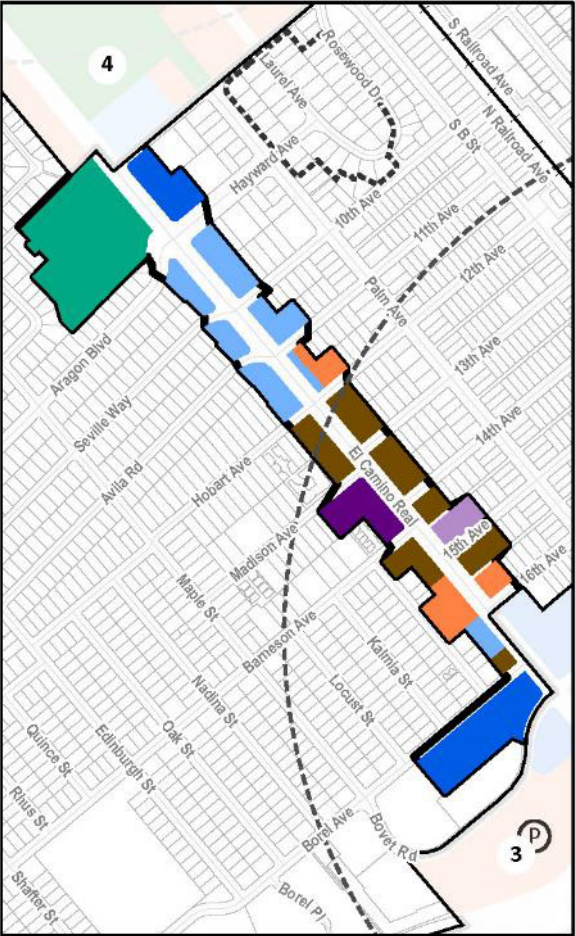 4
S Railroad Ave
Rosewood Dr
Laurel Ave
N Railroad Ave
S B St
Hayward Ave
10th Ave
11th Ave
12th Ave
Palm Ave
13th Ave
Aragon Blvd
Seville Way
14th Ave
Avila Rd
Hobart Ave
El Camino Real
15th Ave
16th Ave
Madison Ave
Maple St
Barneson Ave
Kalmia St
Nadina St
Locust St
Oak St
Quince St
Edinburgh St
Rhus St
Borel Ave
Bovet Rd
P
3
Shafter St
Borel Pl